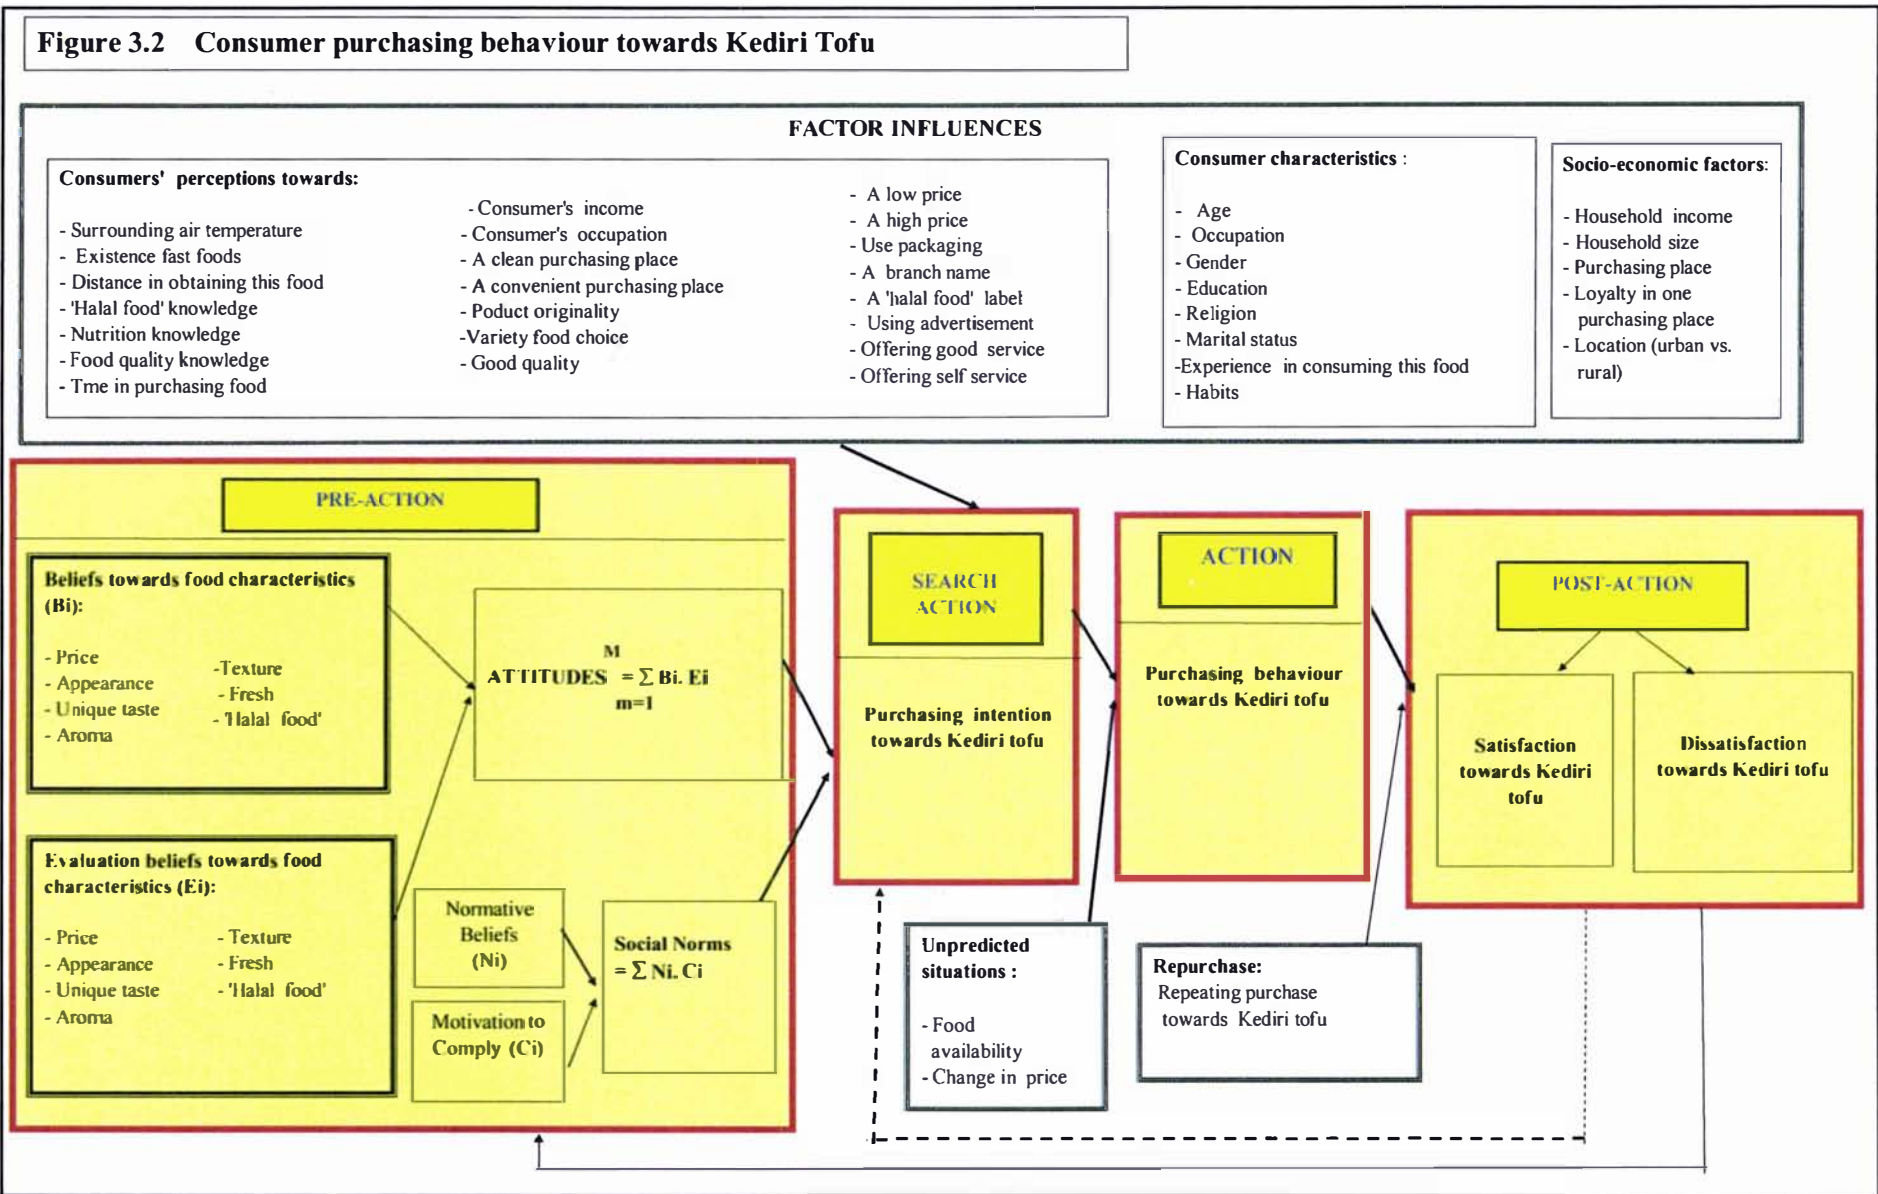 Figure 3.2 Consumer purchasing behaviour towards Kediri Tofu
FACTOR INFLUENCES
Consumers' perceptions towards:
- Surrounding air temperature
- Existence fast foods
- Distance in obtaining this food
- 'Halal food' knowledge
- Nutrition knowledge
- Food quality knowledge
- Tme in purchasing food
- Consumer's income
- Consumer's occupation
- A clean purchasing place
- A convenient purchasing place
- Poduct originality
-Variety food choice
- Good quality
- A low price
- A high price
- Use packaging
- A branch name
- A 'halal food' label
- Using advertisement
- Offering good service
- Offering self service
Consumer characteristics :
- Age
- Occupation
- Gender
- Education
- Religion
- Marital status
-Experience in consuming this food
- Habits
Socio-economic factors:
- Household income
- Household size
- Purchasing place
- Loyalty in one
purchasing place
- Location (urban vs.
rural)
PRE-ACTION
Beliefs towards food characteristics
(Bi):
- Price
- Appearance
- Unique taste
- Aroma
-Texture
- Fresh
- 'Halal food'
M
ATTITUDES = ∑ Bi. Ei
m=1
Evaluation beliefs towards food
characteristics (Ei):
- Price
- Appearance
- Unique taste
- Aroma
- Texture
- Fresh
- 'Halal food'
Normative
Beliefs
(Ni)
Motivation to
Comply (Ci)
Social Norms
= ∑ Ni. Ci
SEARCH
ACTION
Purchasing intention
towards Kediri tofu
ACTION
Purchasing behaviour
towards Kediri tofu
POST-ACTION
Satisfaction
towards Kediri
tofu
Dissatisfaction
towards Kediri tofu
Unpredicted
situations :
- Food
availability
- Change in price
Repurchase:
Repeating purchase
towards Kediri tofu